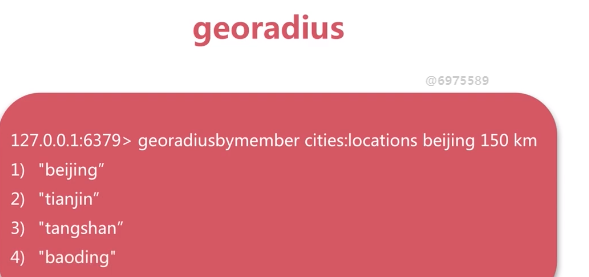 georadius
@6975589
127.0.0.1:6379> georadiusbymember cities:locations beijing 150 km
1) "beijing”
2) "tianjin”
3) "tangshan”
4) "baoding"